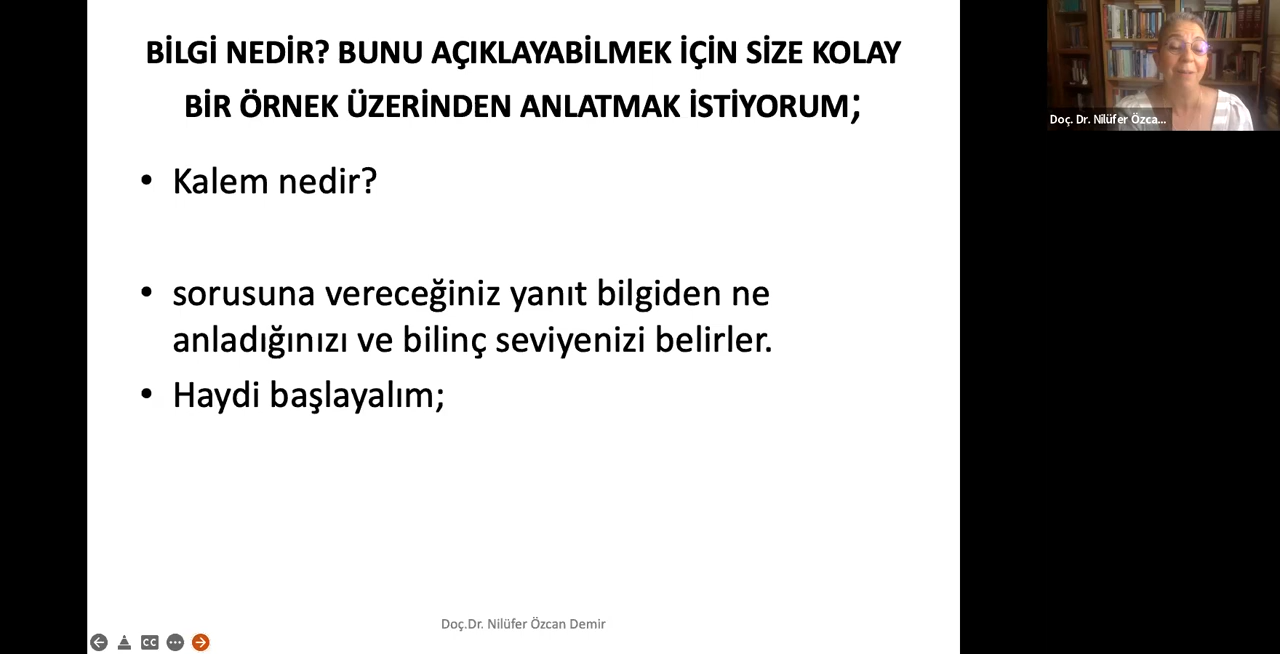 BİLGİ NEDİR? BUNU AÇIKLAYABİLMEK İÇİN SİZE KOLAY
BİR ÖRNEK ÜZERİNDEN ANLATMAK İSTİYORUM;
• Kalem nedir?
• sorusuna vereceğiniz yanıt bilgiden ne
anladığınızı ve bilinç seviyenizi belirler.
• Haydi başlayalım;
Doç.Dr. Nilüfer Özcan Demir
CC
Doç. Dr. Nilüfer Özca...